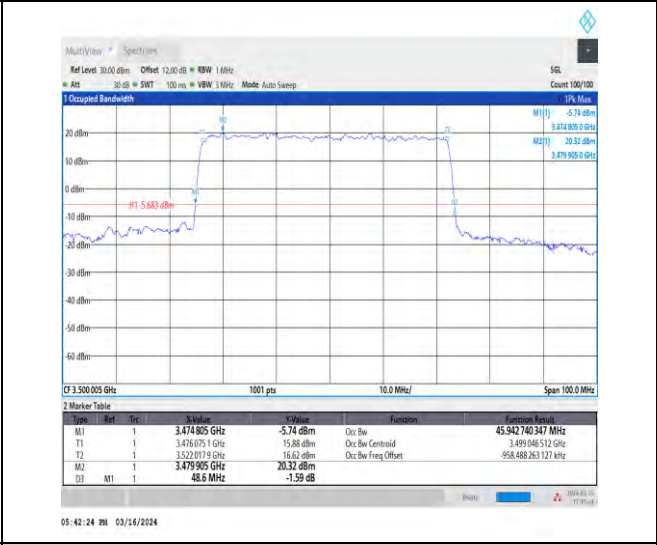 MultiView Spectrum
Ref Level 30.00 dBm Offset 12.00 dB RBW 1 MHz SGL
Att 30 dB SWT 100 ms VBW 3 MHz Mode Auto Sweep Count 100/100
1 Occupied Bandwidth 1Pk Max
M1[1] -5.74 dBm
3.474 805 0 GHz
M2[1] 20.32 dBm
3.479 905 0 GHz
M2
T1 T2
20 dBm
10 dBm
0 dBm
M1
H1 -5.683 dBm
D3
-10 dBm
-20 dBm
-30 dBm
-40 dBm
-50 dBm
-60 dBm
CF 3.500 005 GHz 1001 pts 10.0 MHz/ Span 100.0 MHz
2 Marker Table
Type Ref Trc X-Value Y-Value Function Function Result
M1 1 3.474 805 GHz -5.74 dBm Occ Bw 45.942 740 347 MHz
T1 1 3.476 075 1 GHz 15.88 dBm Occ Bw Centroid 3.499 046 512 GHz
T2 1 3.522 017 9 GHz 16.62 dBm Occ Bw Freq Offset -958.488 263 127 kHz
M2 1 3.479 905 GHz 20.32 dBm
D3 M1 1 48.6 MHz -1.59 dB
05:42:24 PM 03/16/2024